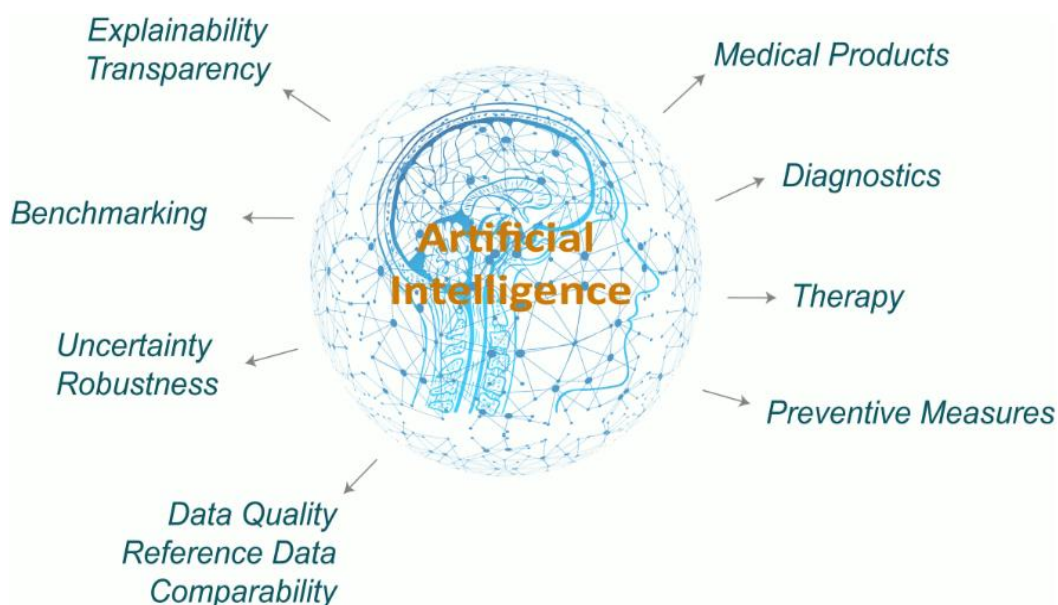 Explainability
Transparency
Medical Products
Benchmarking
Diagnostics
Artificial
Intelligence
Therapy
Uncertainty
Robustness
Preventive Measures
Data Quality
Reference Data
Comparability